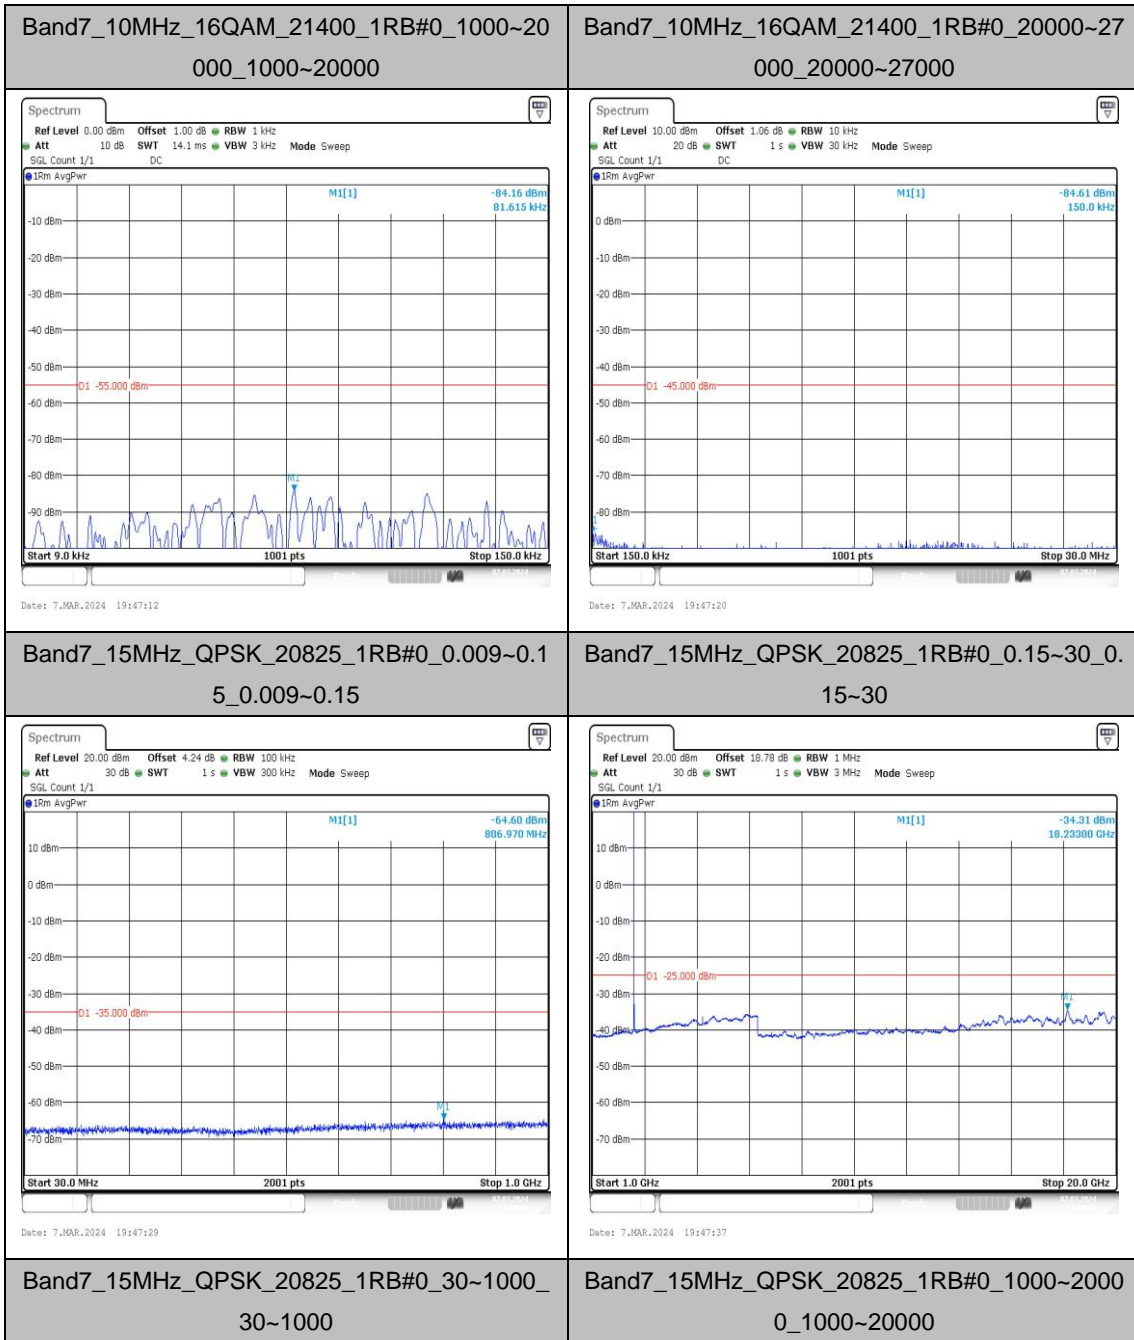 Band7_10MHz_16QAM_21400_1RB#0_1000~20
000_1000~20000
Band7_10MHz_16QAM_21400_1RB#0_20000~27
000_20000~27000
Spectrum
Ref Level 0.00 dBm Offset 1.00 dB RBW 1 kHz
Att 10 dB SWT 14.1 ms VBW 3 kHz Mode Sweep
SGL Count 1/1 DC
1Rm AvgPwr
M1[1] -84.16 dBm
81.615 kHz
-10 dBm
-20 dBm
-30 dBm
-40 dBm
-50 dBm
D1 -55.000 dBm
-60 dBm
-70 dBm
-80 dBm
M1
-90 dBm
Start 9.0 kHz 1001 pts Stop 150.0 kHz
Date: 7.MAR.2024 19:47:12
Spectrum
Ref Level 10.00 dBm Offset 1.06 dB RBW 10 kHz
Att 20 dB SWT 1 s VBW 30 kHz Mode Sweep
SGL Count 1/1 DC
1Rm AvgPwr
M1[1] -84.61 dBm
150.0 kHz
0 dBm
-10 dBm
-20 dBm
-30 dBm
-40 dBm
D1 -45.000 dBm
-50 dBm
-60 dBm
-70 dBm
-80 dBm
Start 150.0 kHz 1001 pts Stop 30.0 MHz
Date: 7.MAR.2024 19:47:20
Band7_15MHz_QPSK_20825_1RB#0_0.009~0.1
5_0.009~0.15
Band7_15MHz_QPSK_20825_1RB#0_0.15~30_0.
15~30
Spectrum
Ref Level 20.00 dBm Offset 4.24 dB RBW 100 kHz
Att 30 dB SWT 1 s VBW 300 kHz Mode Sweep
SGL Count 1/1
1Rm AvgPwr
M1[1] -64.60 dBm
806.970 MHz
10 dBm
0 dBm
-10 dBm
-20 dBm
-30 dBm
D1 -35.000 dBm
-40 dBm
-50 dBm
-60 dBm
M1
-70 dBm
Start 30.0 MHz 2001 pts Stop 1.0 GHz
Date: 7.MAR.2024 19:47:29
Spectrum
Ref Level 20.00 dBm Offset 18.78 dB RBW 1 MHz
Att 30 dB SWT 1 s VBW 3 MHz Mode Sweep
SGL Count 1/1
1Rm AvgPwr
M1[1] -34.31 dBm
18.23300 GHz
10 dBm
0 dBm
-10 dBm
-20 dBm
D1 -25.000 dBm
-30 dBm
M1
-40 dBm
-50 dBm
-60 dBm
-70 dBm
Start 1.0 GHz 2001 pts Stop 20.0 GHz
Date: 7.MAR.2024 19:47:37
Band7_15MHz_QPSK_20825_1RB#0_30~1000_
30~1000
Band7_15MHz_QPSK_20825_1RB#0_1000~2000
0_1000~20000